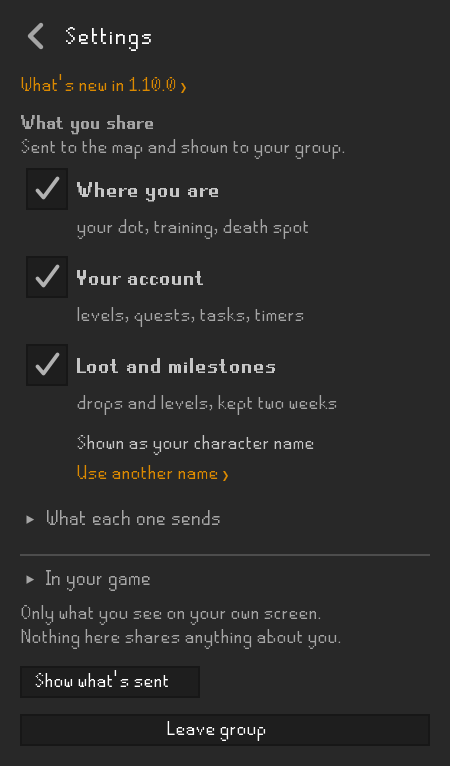 Settings
What's new in 1.10.0 ›
What you share
Sent to the map and shown to your group.
Where you are
your dot, training, death spot
Your account
levels, quests, tasks, timers
Loot and milestones
drops and levels, kept two weeks
Shown as your character name
Use another name ›
What each one sends
In your game
Only what you see on your own screen.
Nothing here shares anything about you.
Show what's sent
Leave group